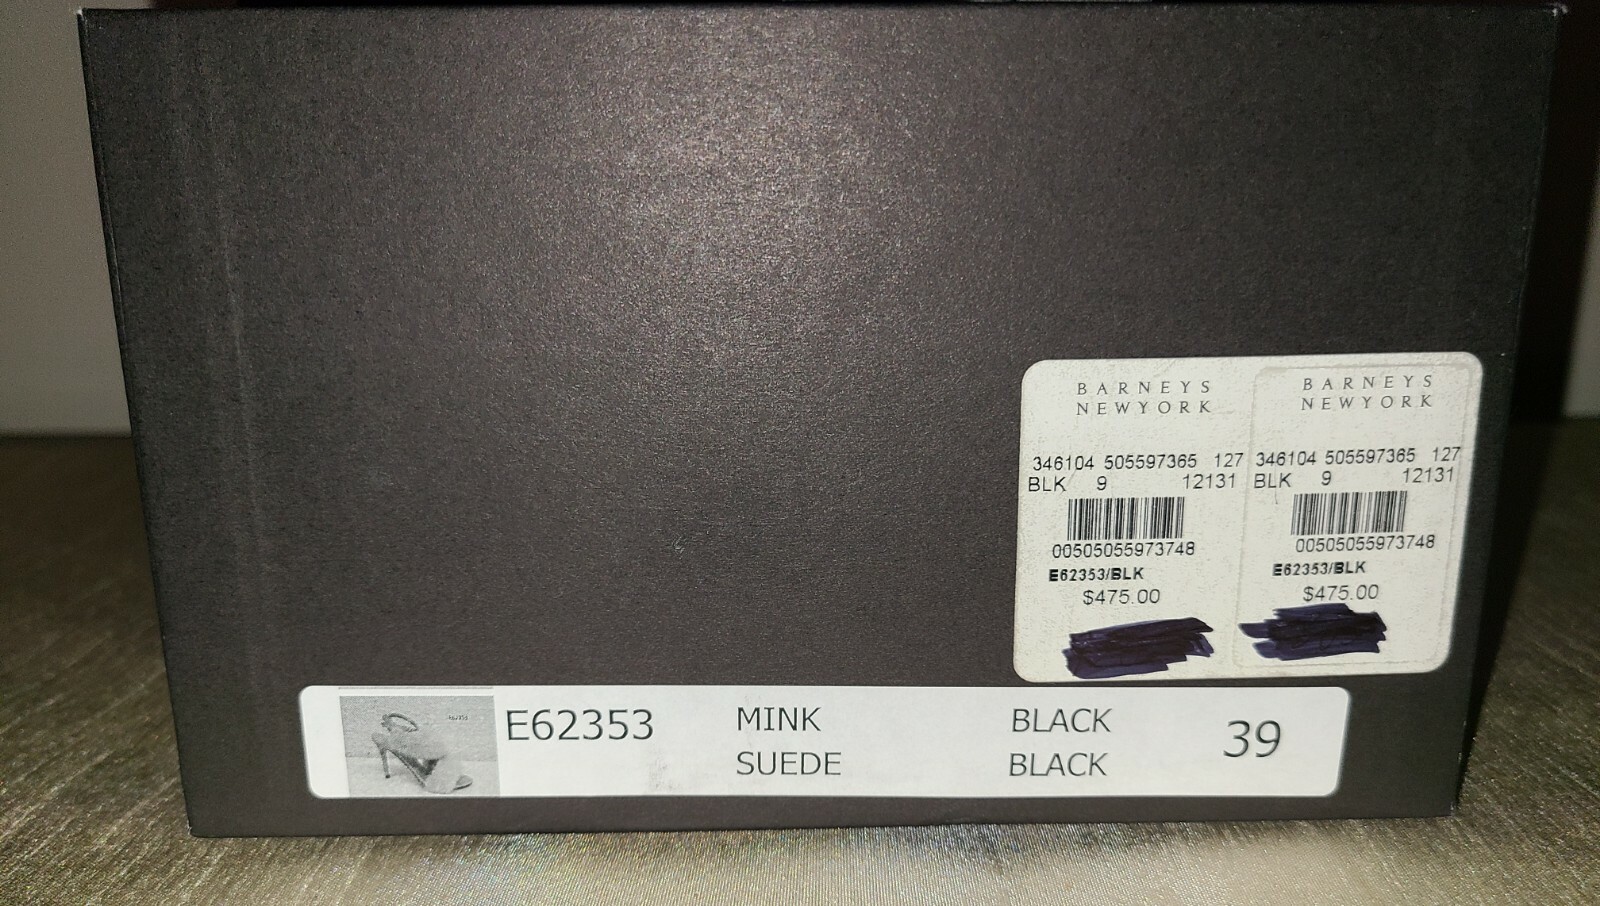 BARNEYS
NEWYORK
346104 505597365 127
BLK 9 12131
00505055973748
E62353/BLK
$475.00
BARNEYS
NEWYORK
346104 505597365 127
BLK 9 12131
00505055973748
E62353/BLK
$475.00
E62353 MINK BLACK 39
SUEDE BLACK